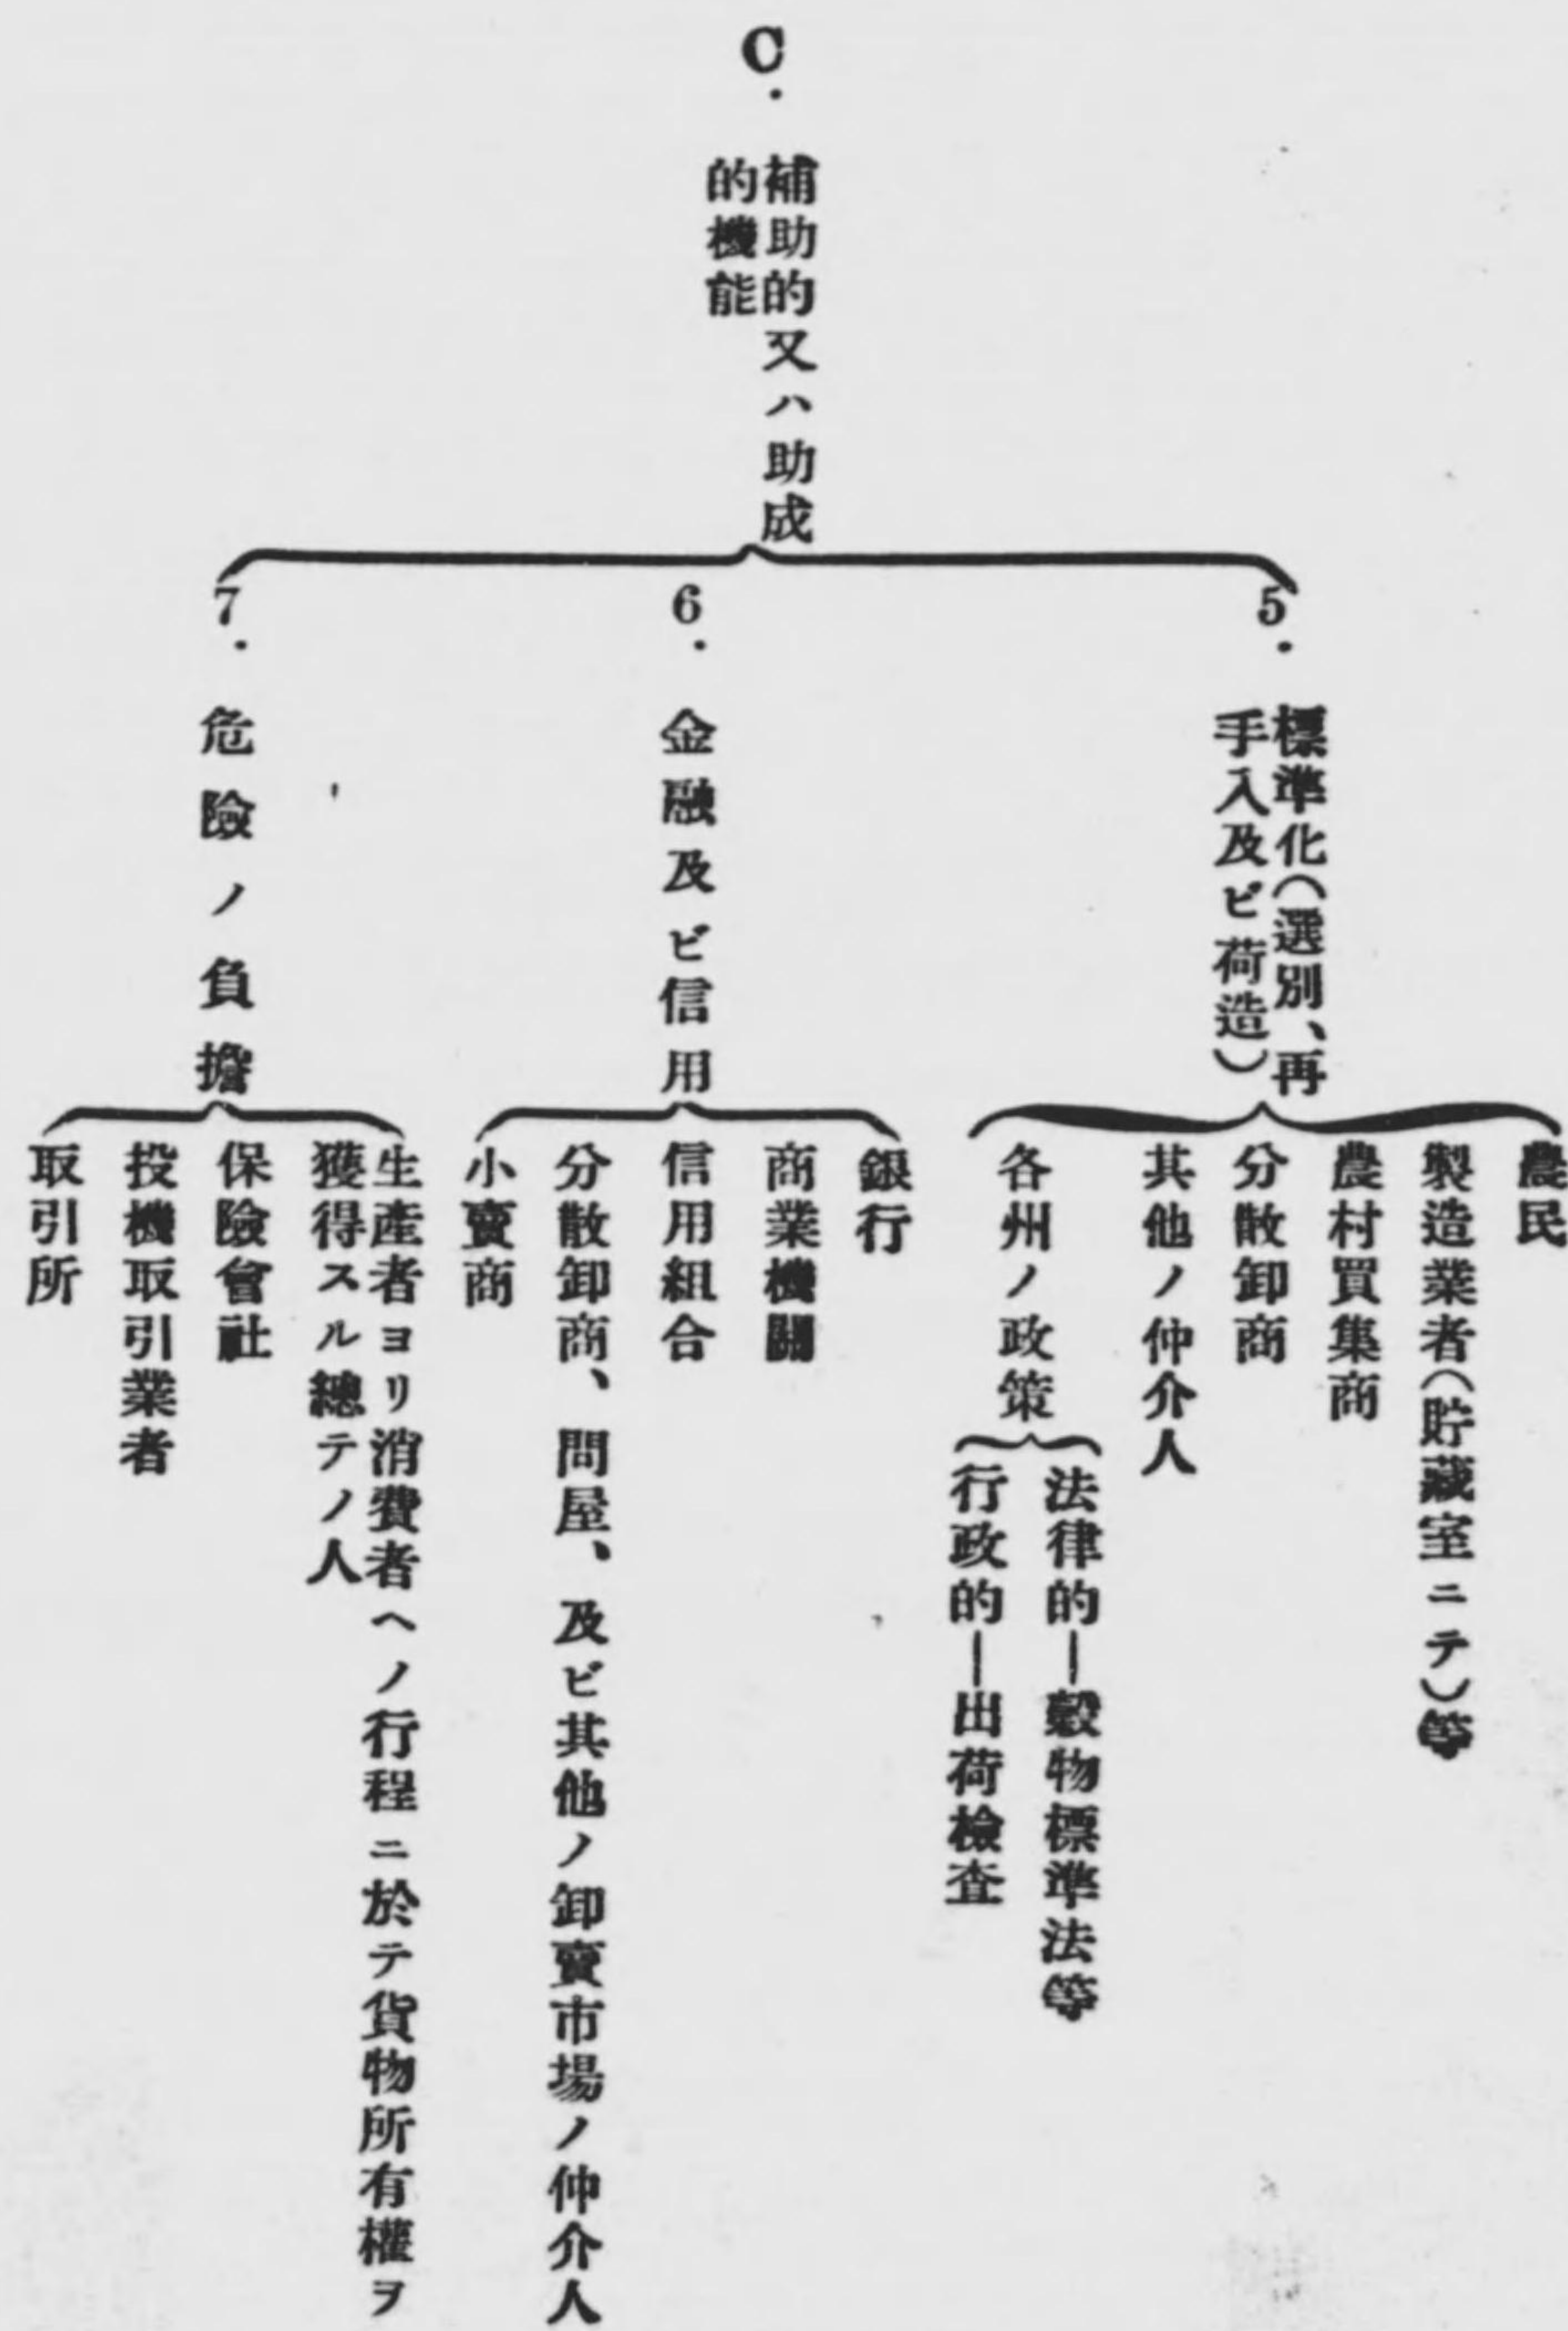 C. 補助的又ハ助成
的機能
5. 標準化(選別、再
手入及ビ荷造)
農民
製造業者(貯藏室ニテ)等
農村買集商
分散卸商
其他ノ仲介人
各州ノ政策
法律的—穀物標準法等
行政的—出荷檢査
6. 金融及ビ信用
銀行
商業機關
信用組合
分散卸商、問屋、及ビ其他ノ卸賣市場ノ仲介人
小賣商
7. 危險ノ負擔
生產者ヨリ消費者ヘノ行程ニ於テ貨物所有權ヲ
獲得スル總テノ人
保險會社
投機取引業者
取引所